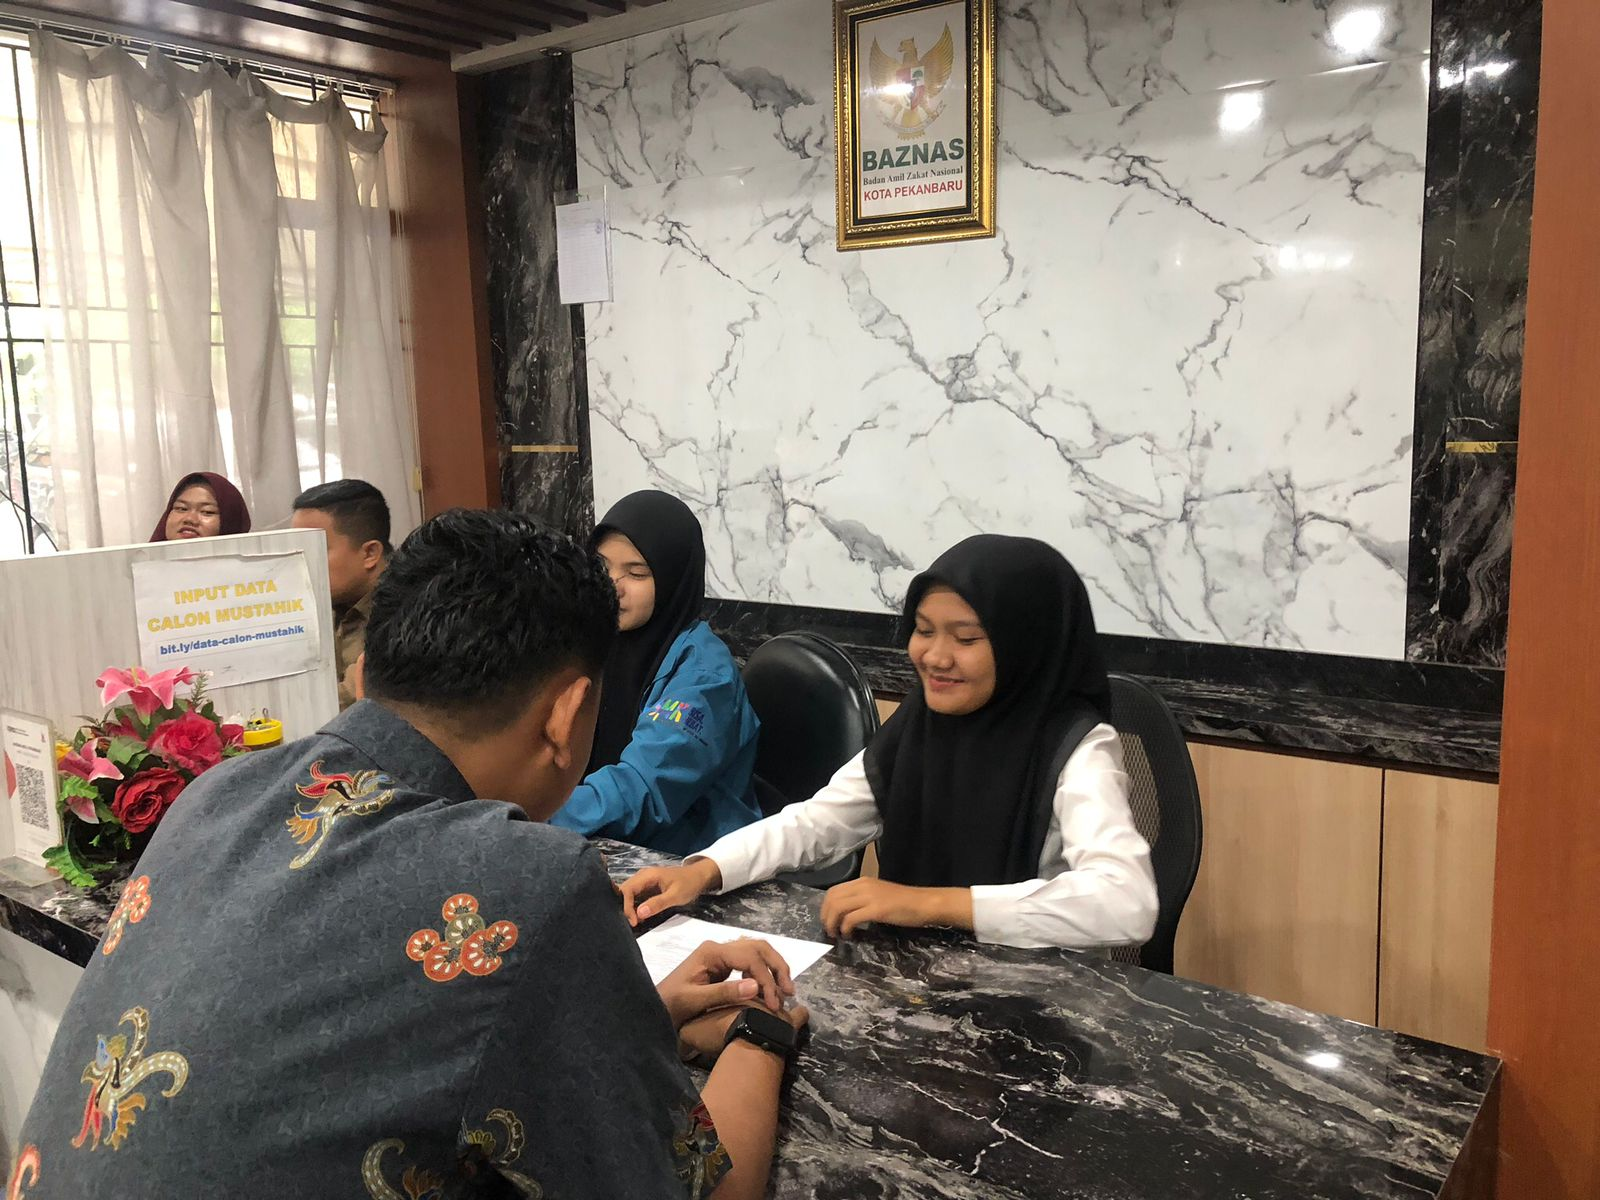 BAZNAS
Badan Amil Zakat Nasional
KOTA PEKANBARU
INPUT DATA
CALON MUSTAHIK
bit.ly/data-calon-mustahik